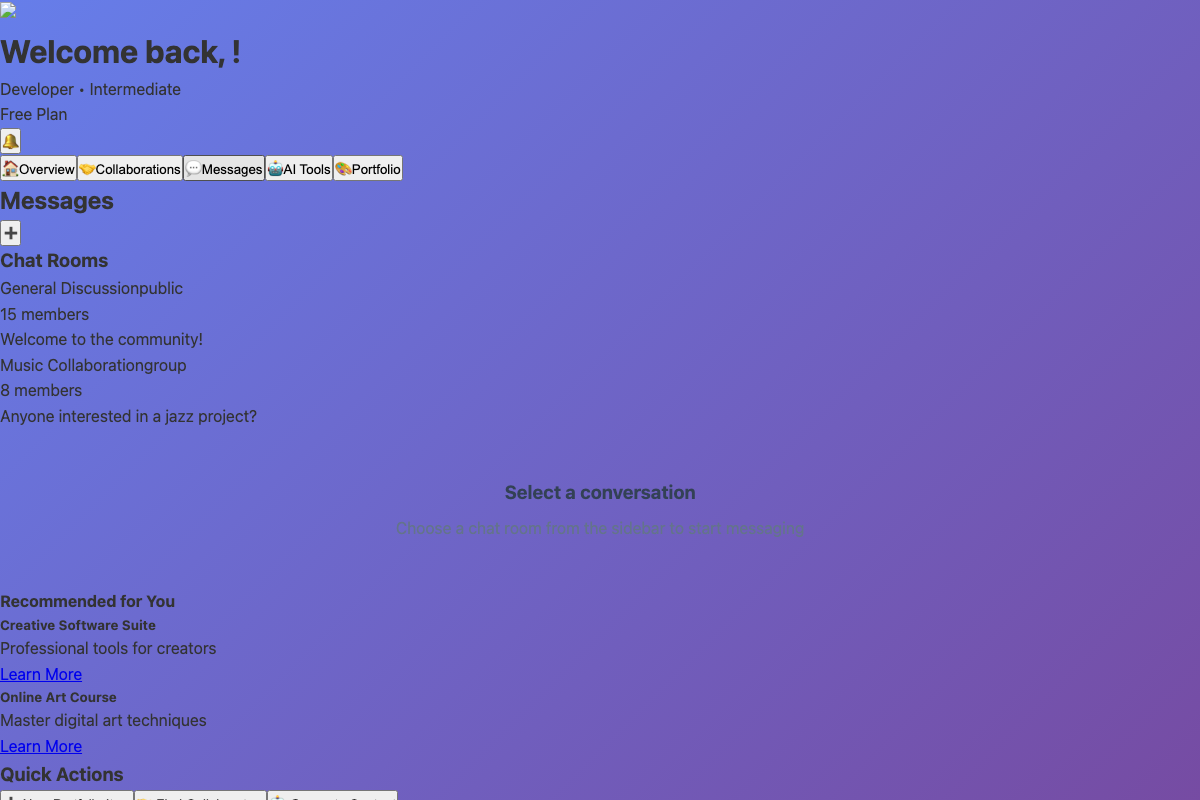 Welcome back, !
Developer • Intermediate
Free Plan
🔔
🏠Overview 🤝Collaborations 💬Messages 🤖AI Tools 🎨Portfolio
Messages
➕
Chat Rooms
General Discussionpublic
15 members
Welcome to the community!
Music Collaborationgroup
8 members
Anyone interested in a jazz project?
Select a conversation
Choose a chat room from the sidebar to start messaging
Recommended for You
Creative Software Suite
Professional tools for creators
Learn More
Online Art Course
Master digital art techniques
Learn More
Quick Actions